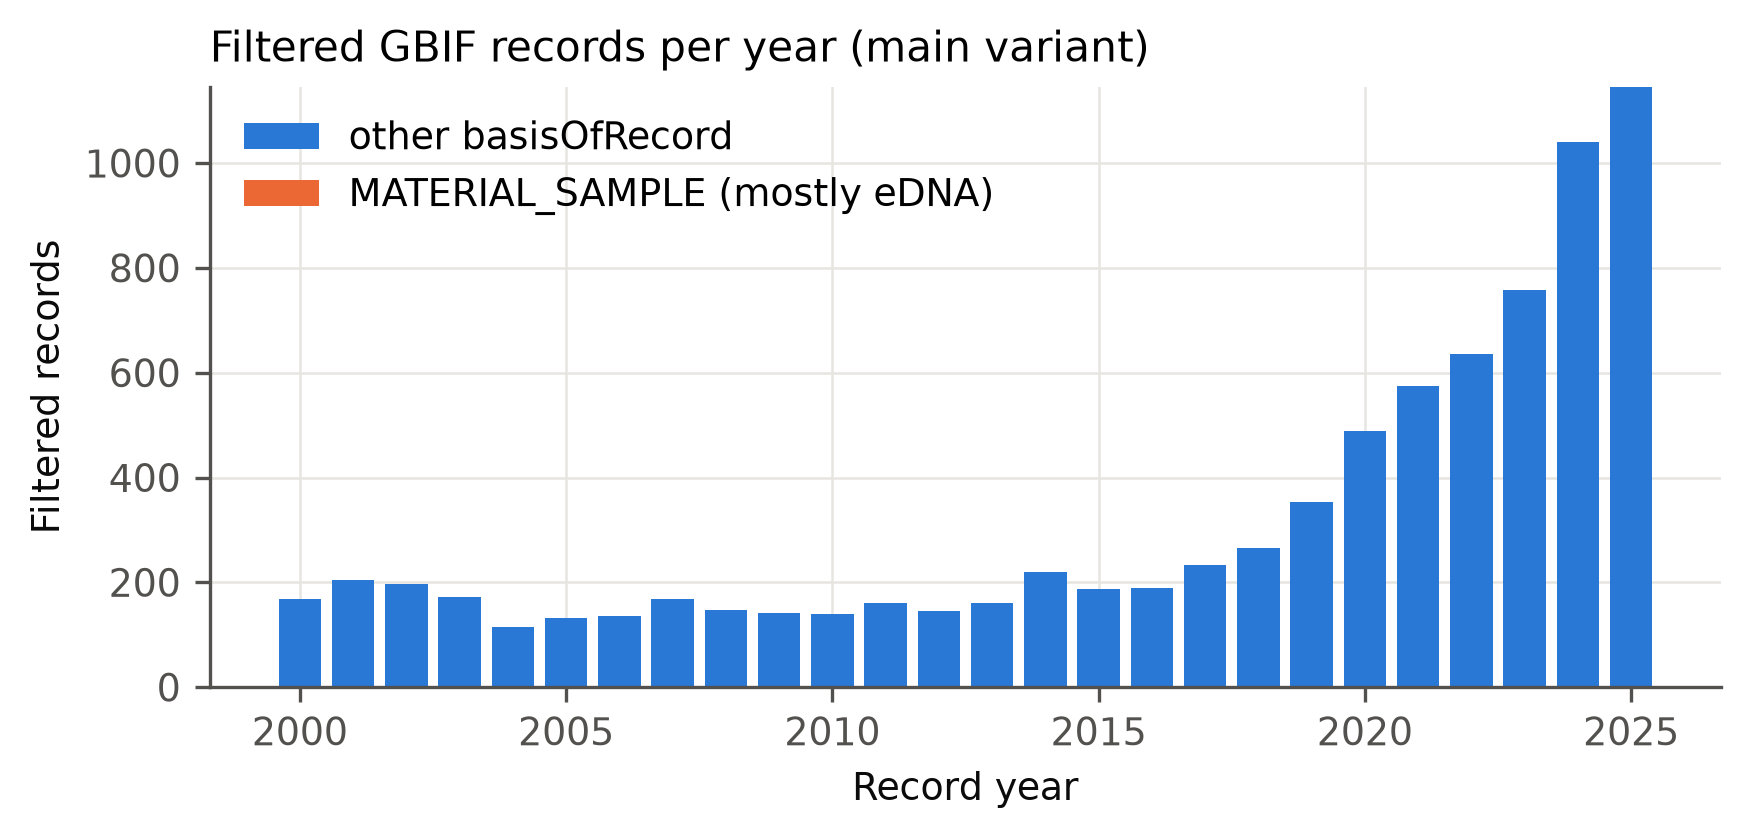 Filtered GBIF records per year (main variant)
other basisOfRecord
MATERIAL_SAMPLE (mostly eDNA)
Filtered records
1000
800
600
400
200
0
2000 2005 2010 2015 2020 2025
Record year